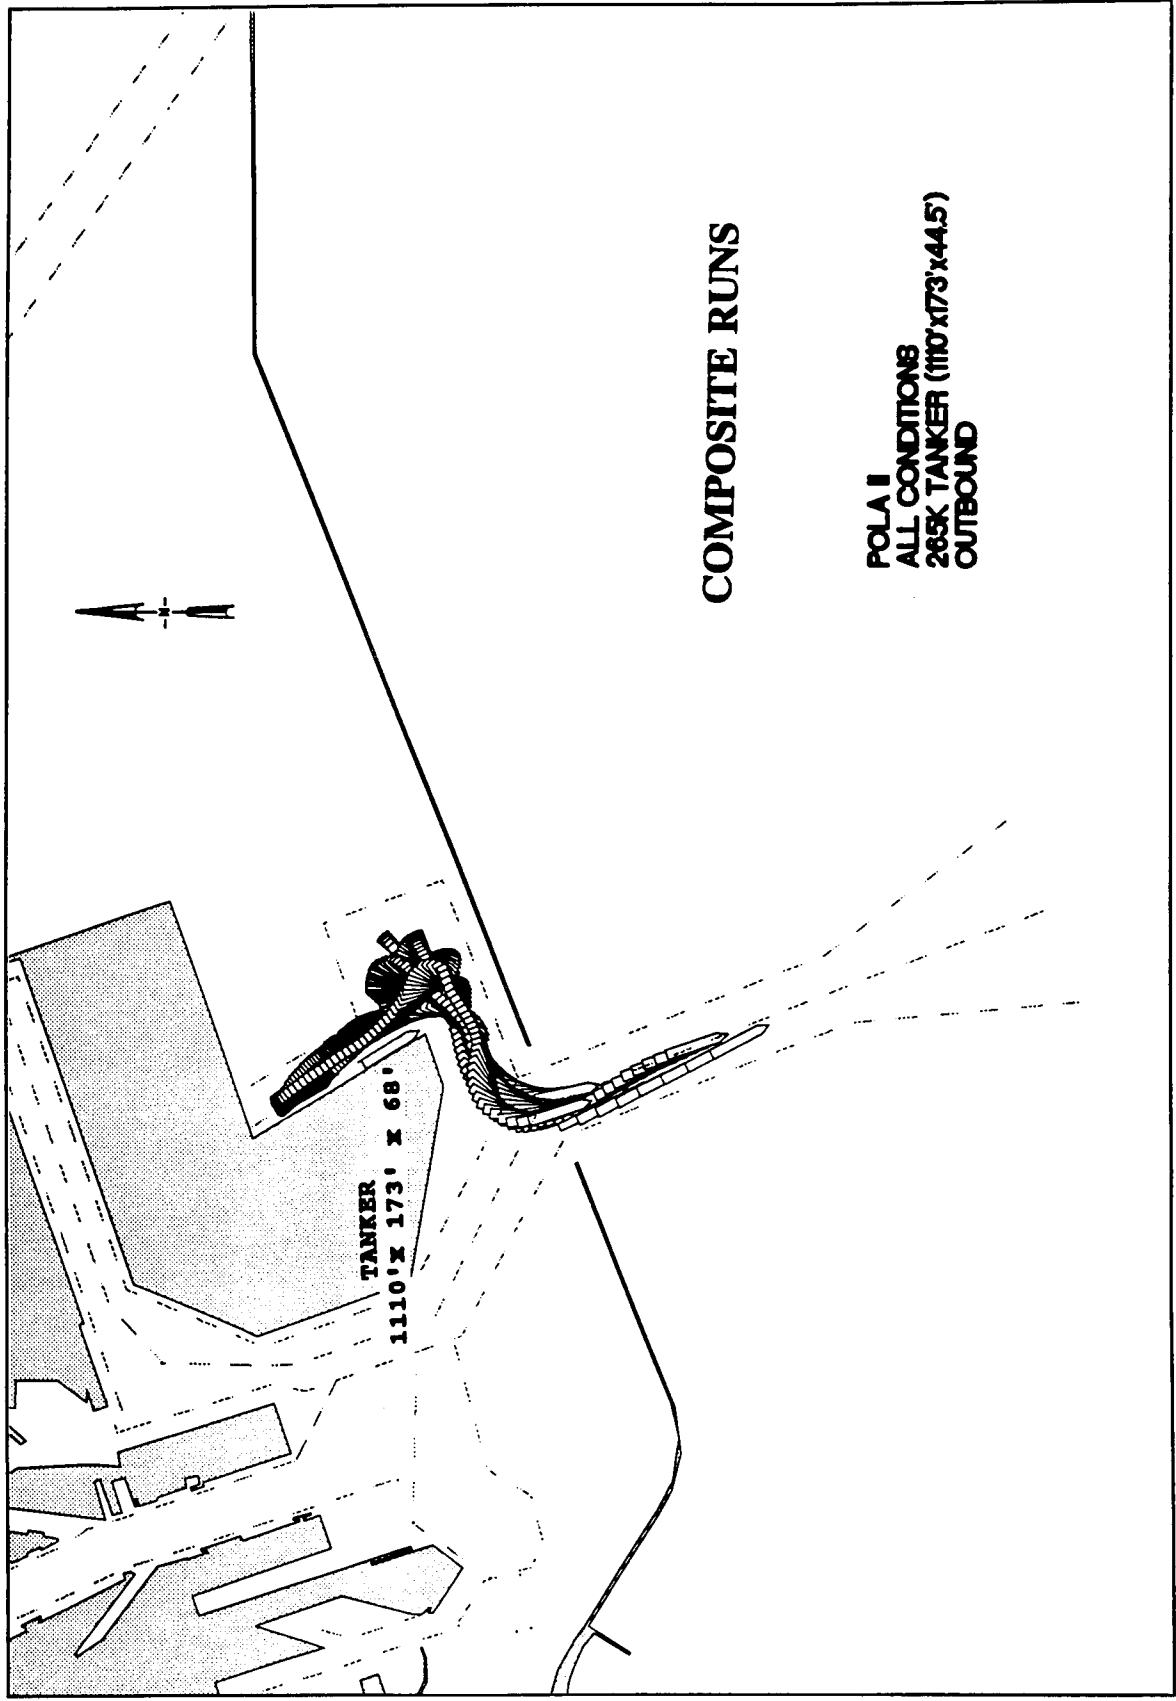 TANKER
1110'X 173' X 68'
COMPOSITE RUNS
POLA II
ALL CONDITIONS
265K TANKER (1110'x173'x44.5')
OUTBOUND
N